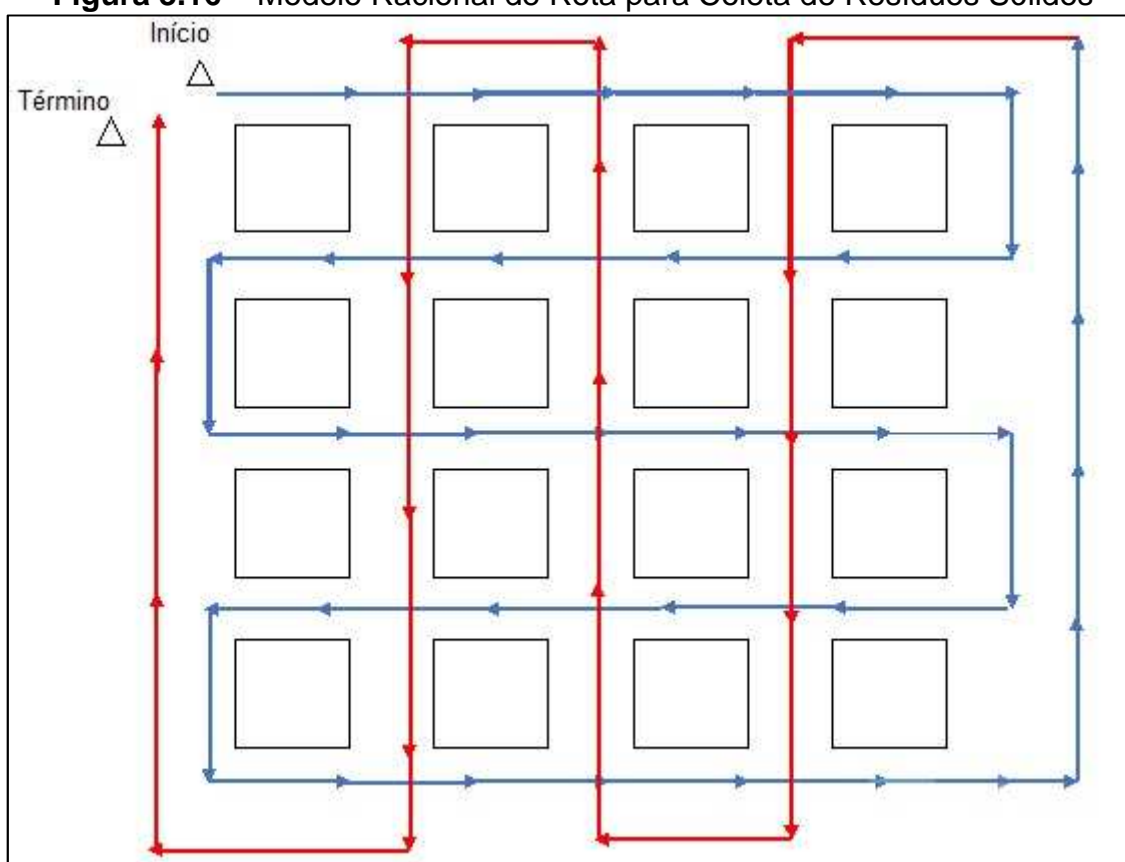 Figura – Modelo Racional de Rota para Coleta de Resíduos Sólidos
Início
Término